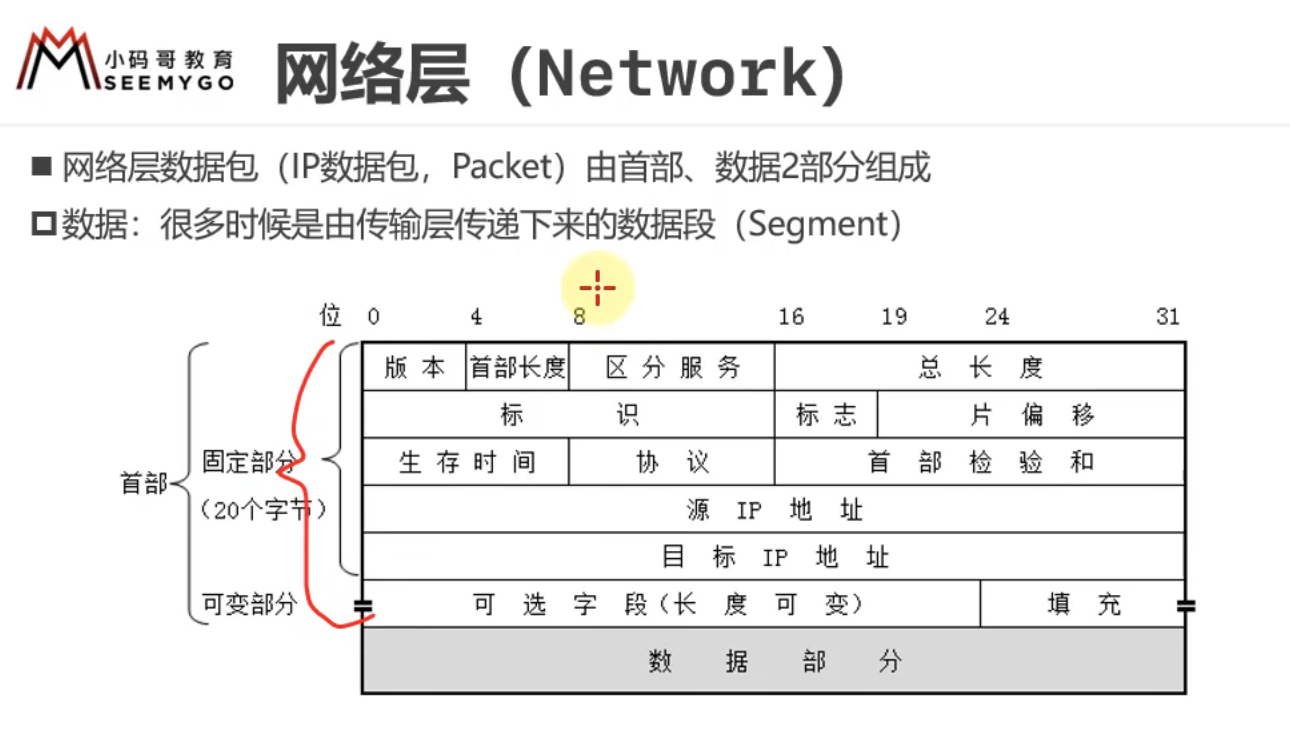 小码哥教育
SEEMYGO
网络层（Network）
网络层数据包（IP数据包，Packet）由首部、数据2部分组成
数据：很多时候是由传输层传递下来的数据段（Segment）
位 0 4 8 16 19 24 31
版本 首部长度 区分服务 总长度
标识 标志 片偏移
固定部分 生存时间 协议 首部检验和
首部
（20个字节） 源IP地址
目标IP地址
可变部分 可选字段(长度可变) 填充
数据部分